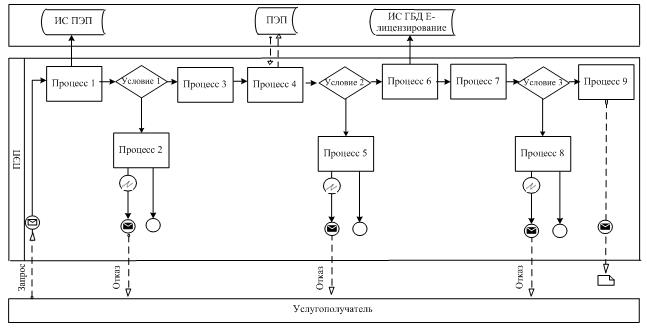 ИС ПЭП
ПЭП
ИС ГБД Е-
лицензирование
Процесс 1
Условие 1
Процесс 3
Процесс 4
Условие 2
Процесс 6
Процесс 7
Условие 3
Процесс 9
Процесс 2
Процесс 5
Процесс 8
ПЭП
Запрос
Отказ
Отказ
Отказ
Услугополучатель